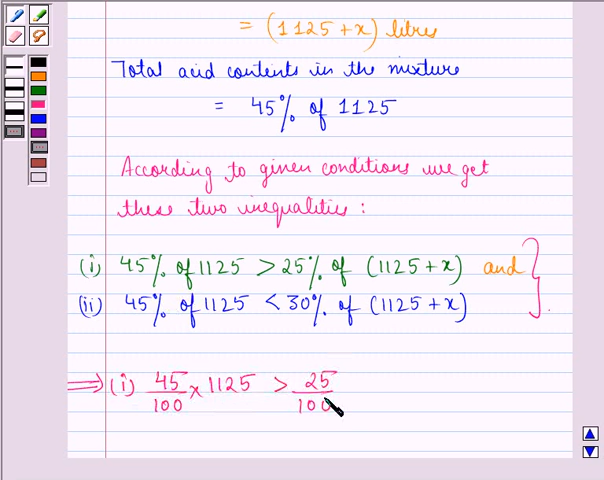 = (1125 + x) litres
Total acid contents in the mixture
= 45% of 1125
According to given conditions we get
these two inequalities :
(i) 45% of 1125 > 25% of (1125 + x) and
(ii) 45% of 1125 < 30% of (1125 + x)
⟹ (i) 45/100 × 1125 > 25/100